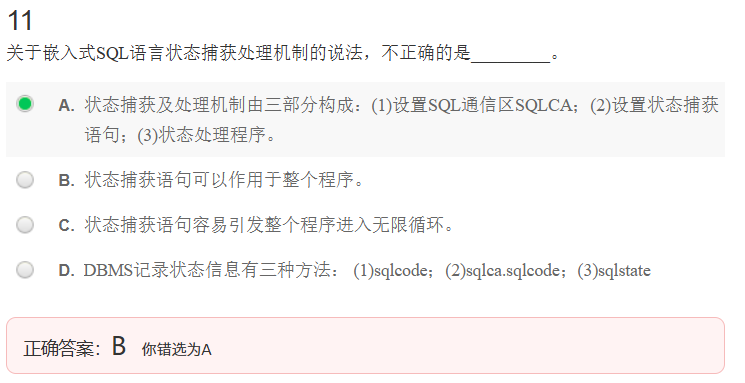 11
关于嵌入式SQL语言状态捕获处理机制的说法，不正确的是_________。
A. 状态捕获及处理机制由三部分构成：(1)设置SQL通信区SQLCA；(2)设置状态捕获
语句；(3)状态处理程序。
B. 状态捕获语句可以作用于整个程序。
C. 状态捕获语句容易引发整个程序进入无限循环。
D. DBMS记录状态信息有三种方法： (1)sqlcode；(2)sqlca.sqlcode；(3)sqlstate
正确答案：B 你错选为A